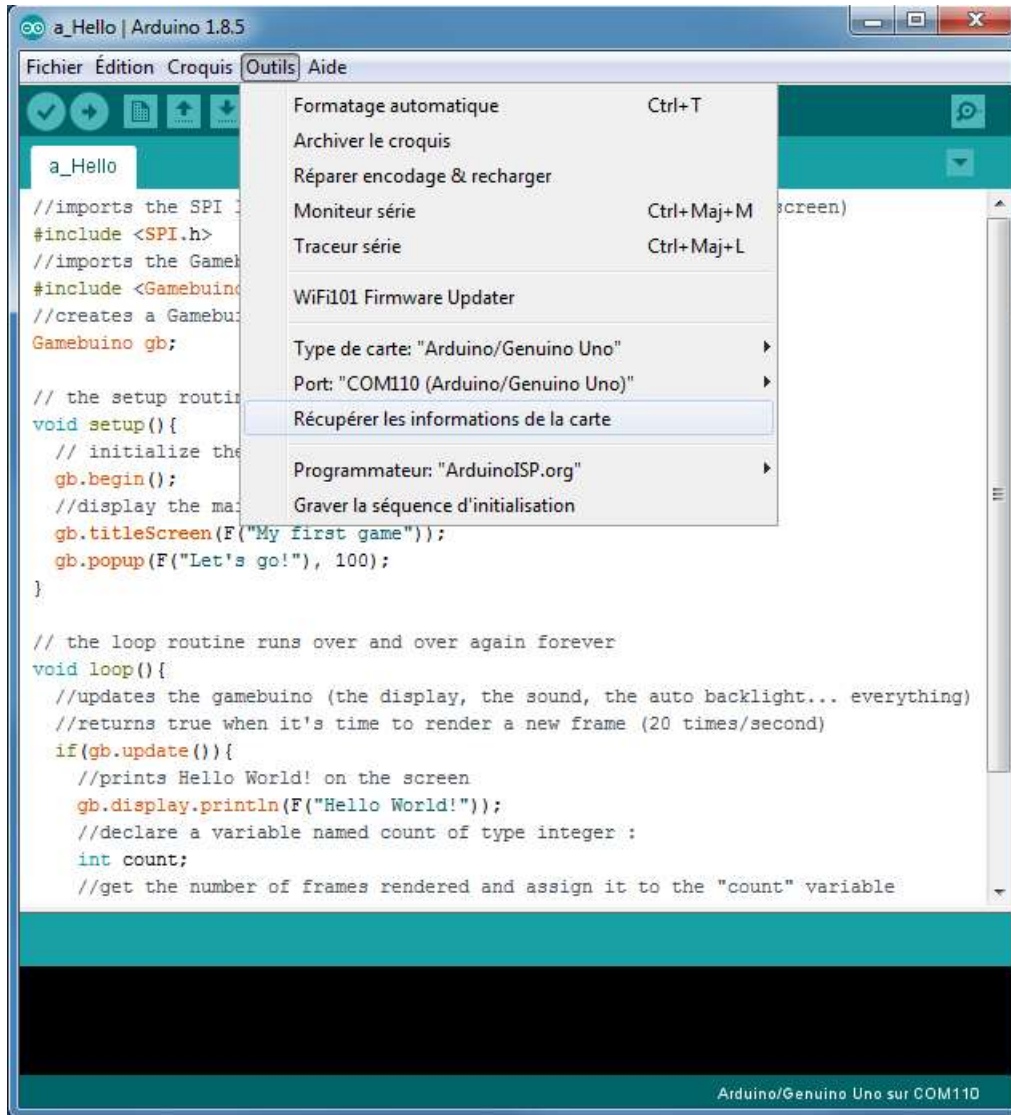 a_Hello | Arduino 1.8.5
Fichier Édition Croquis Outils Aide
Formatage automatique Ctrl+T
Archiver le croquis
Réparer encodage & recharger
Moniteur série Ctrl+Maj+M
Traceur série Ctrl+Maj+L
WiFi101 Firmware Updater
Type de carte: "Arduino/Genuino Uno"
Port: "COM110 (Arduino/Genuino Uno)"
Récupérer les informations de la carte
Programmateur: "ArduinoISP.org"
Graver la séquence d'initialisation
a_Hello
//imports the SPI screen)
#include <SPI.h>
//imports the
#include
//creates a
Gamebuino gb;
// the setup
void setup(){
// initialize the
gb.begin();
//display the
gb.titleScreen(F("My first game"));
gb.popup(F("Let's go!"), 100);
}
// the loop routine runs over and over again forever
void loop(){
//updates the gamebuino (the display, the sound, the auto backlight... everything)
//returns true when it's time to render a new frame (20 times/second)
if(gb.update()){
//prints Hello World! on the screen
gb.display.println(F("Hello World!"));
//declare a variable named count of type integer :
int count;
//get the number of frames rendered and assign it to the "count" variable
Arduino/Genuino Uno sur COM110